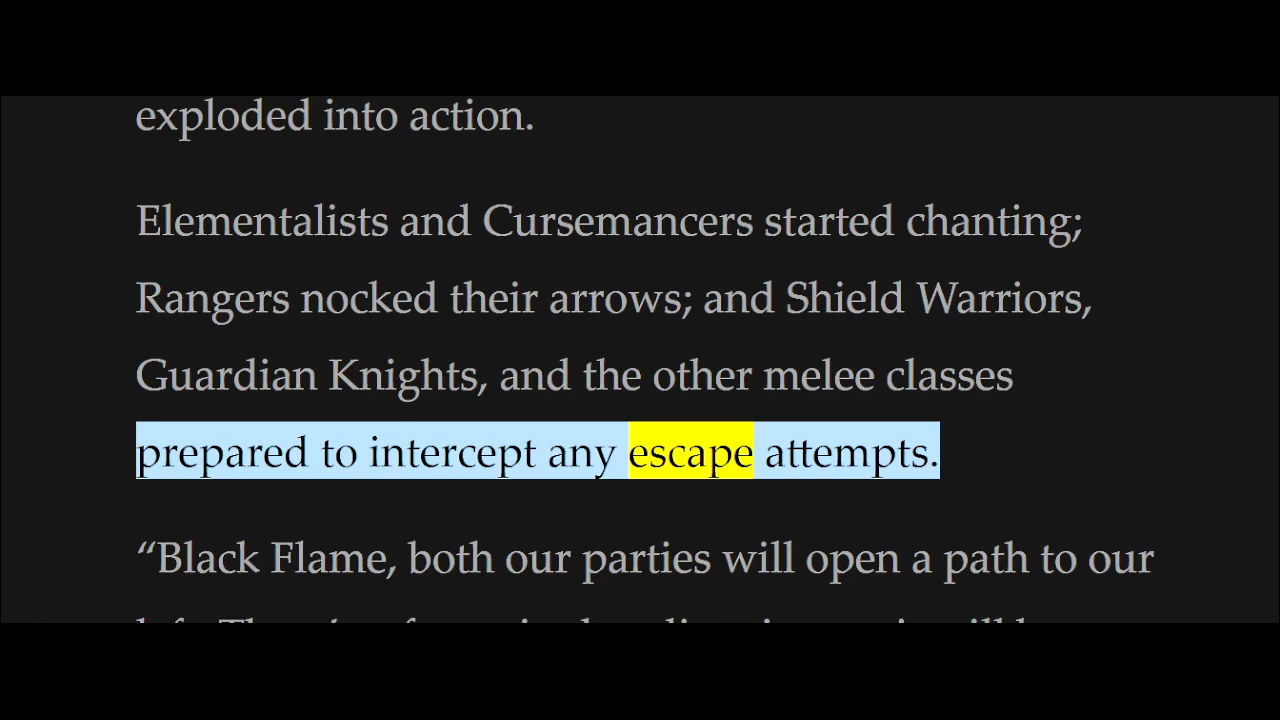 exploded into action.
Elementalists and Cursemancers started chanting;
Rangers nocked their arrows; and Shield Warriors,
Guardian Knights, and the other melee classes
prepared to intercept any escape attempts.
“Black Flame, both our parties will open a path to our